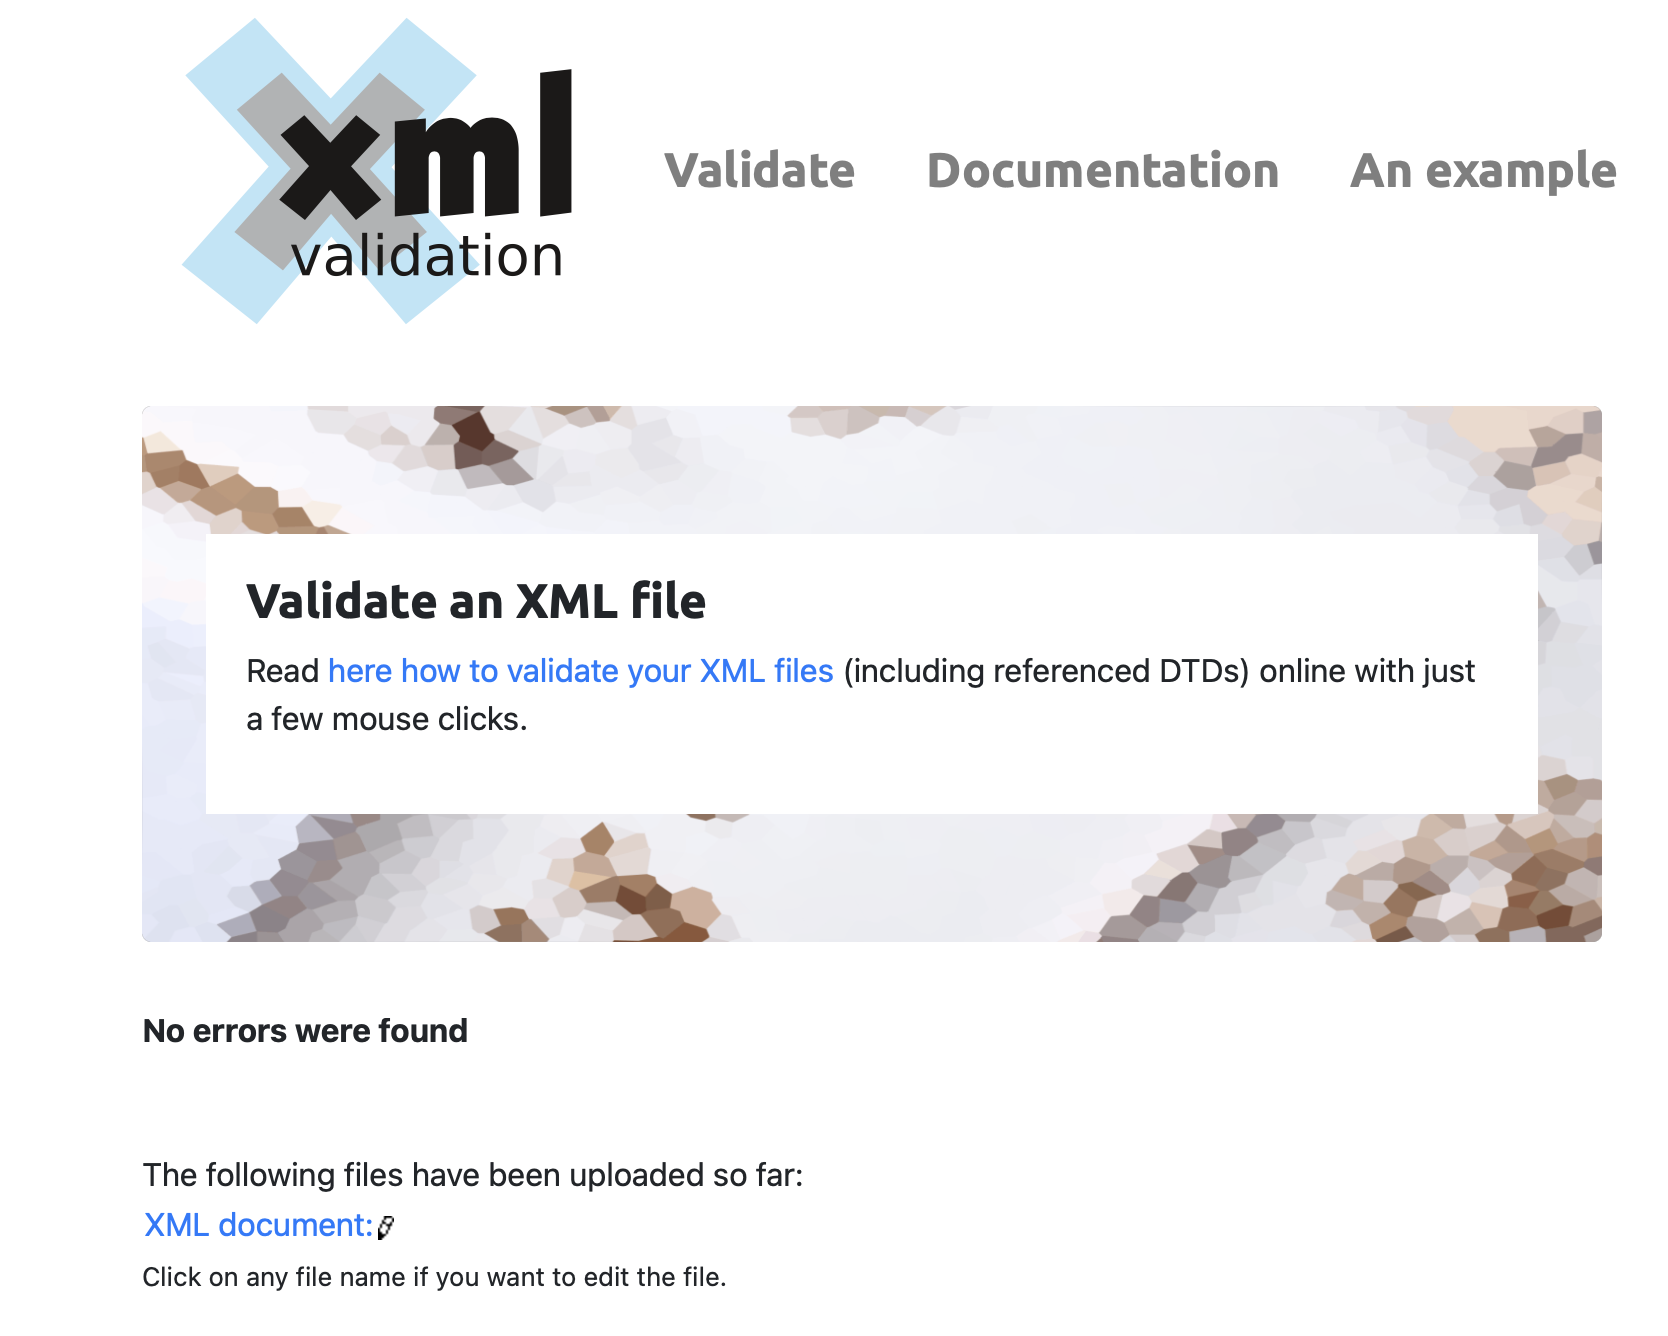 xml
validation
Validate Documentation An example
Validate an XML file
Read here how to validate your XML files (including referenced DTDs) online with just
a few mouse clicks.
No errors were found
The following files have been uploaded so far:
XML document:
Click on any file name if you want to edit the file.